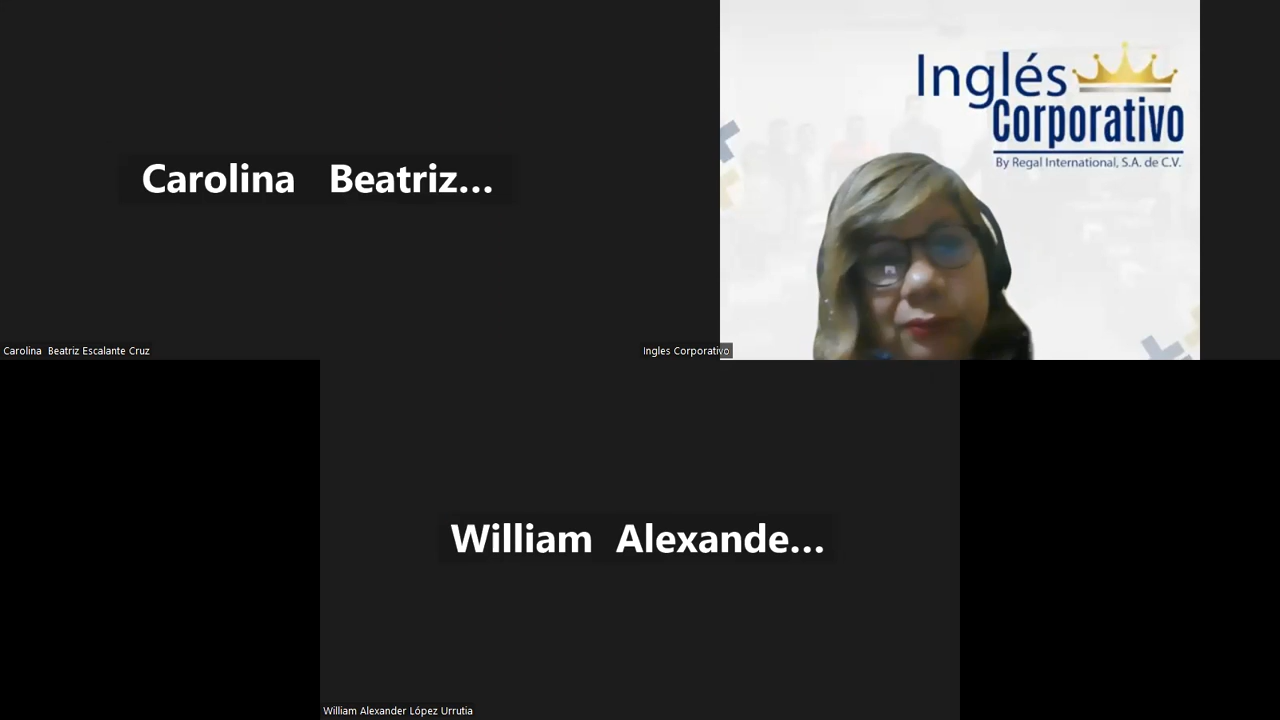 Carolina Beatriz...
Carolina Beatriz Escalante Cruz
Inglés
Corporativo
By Regal International, S.A. de C.V.
Ingles Corporativo
William Alexande...
William Alexander López Urrutia